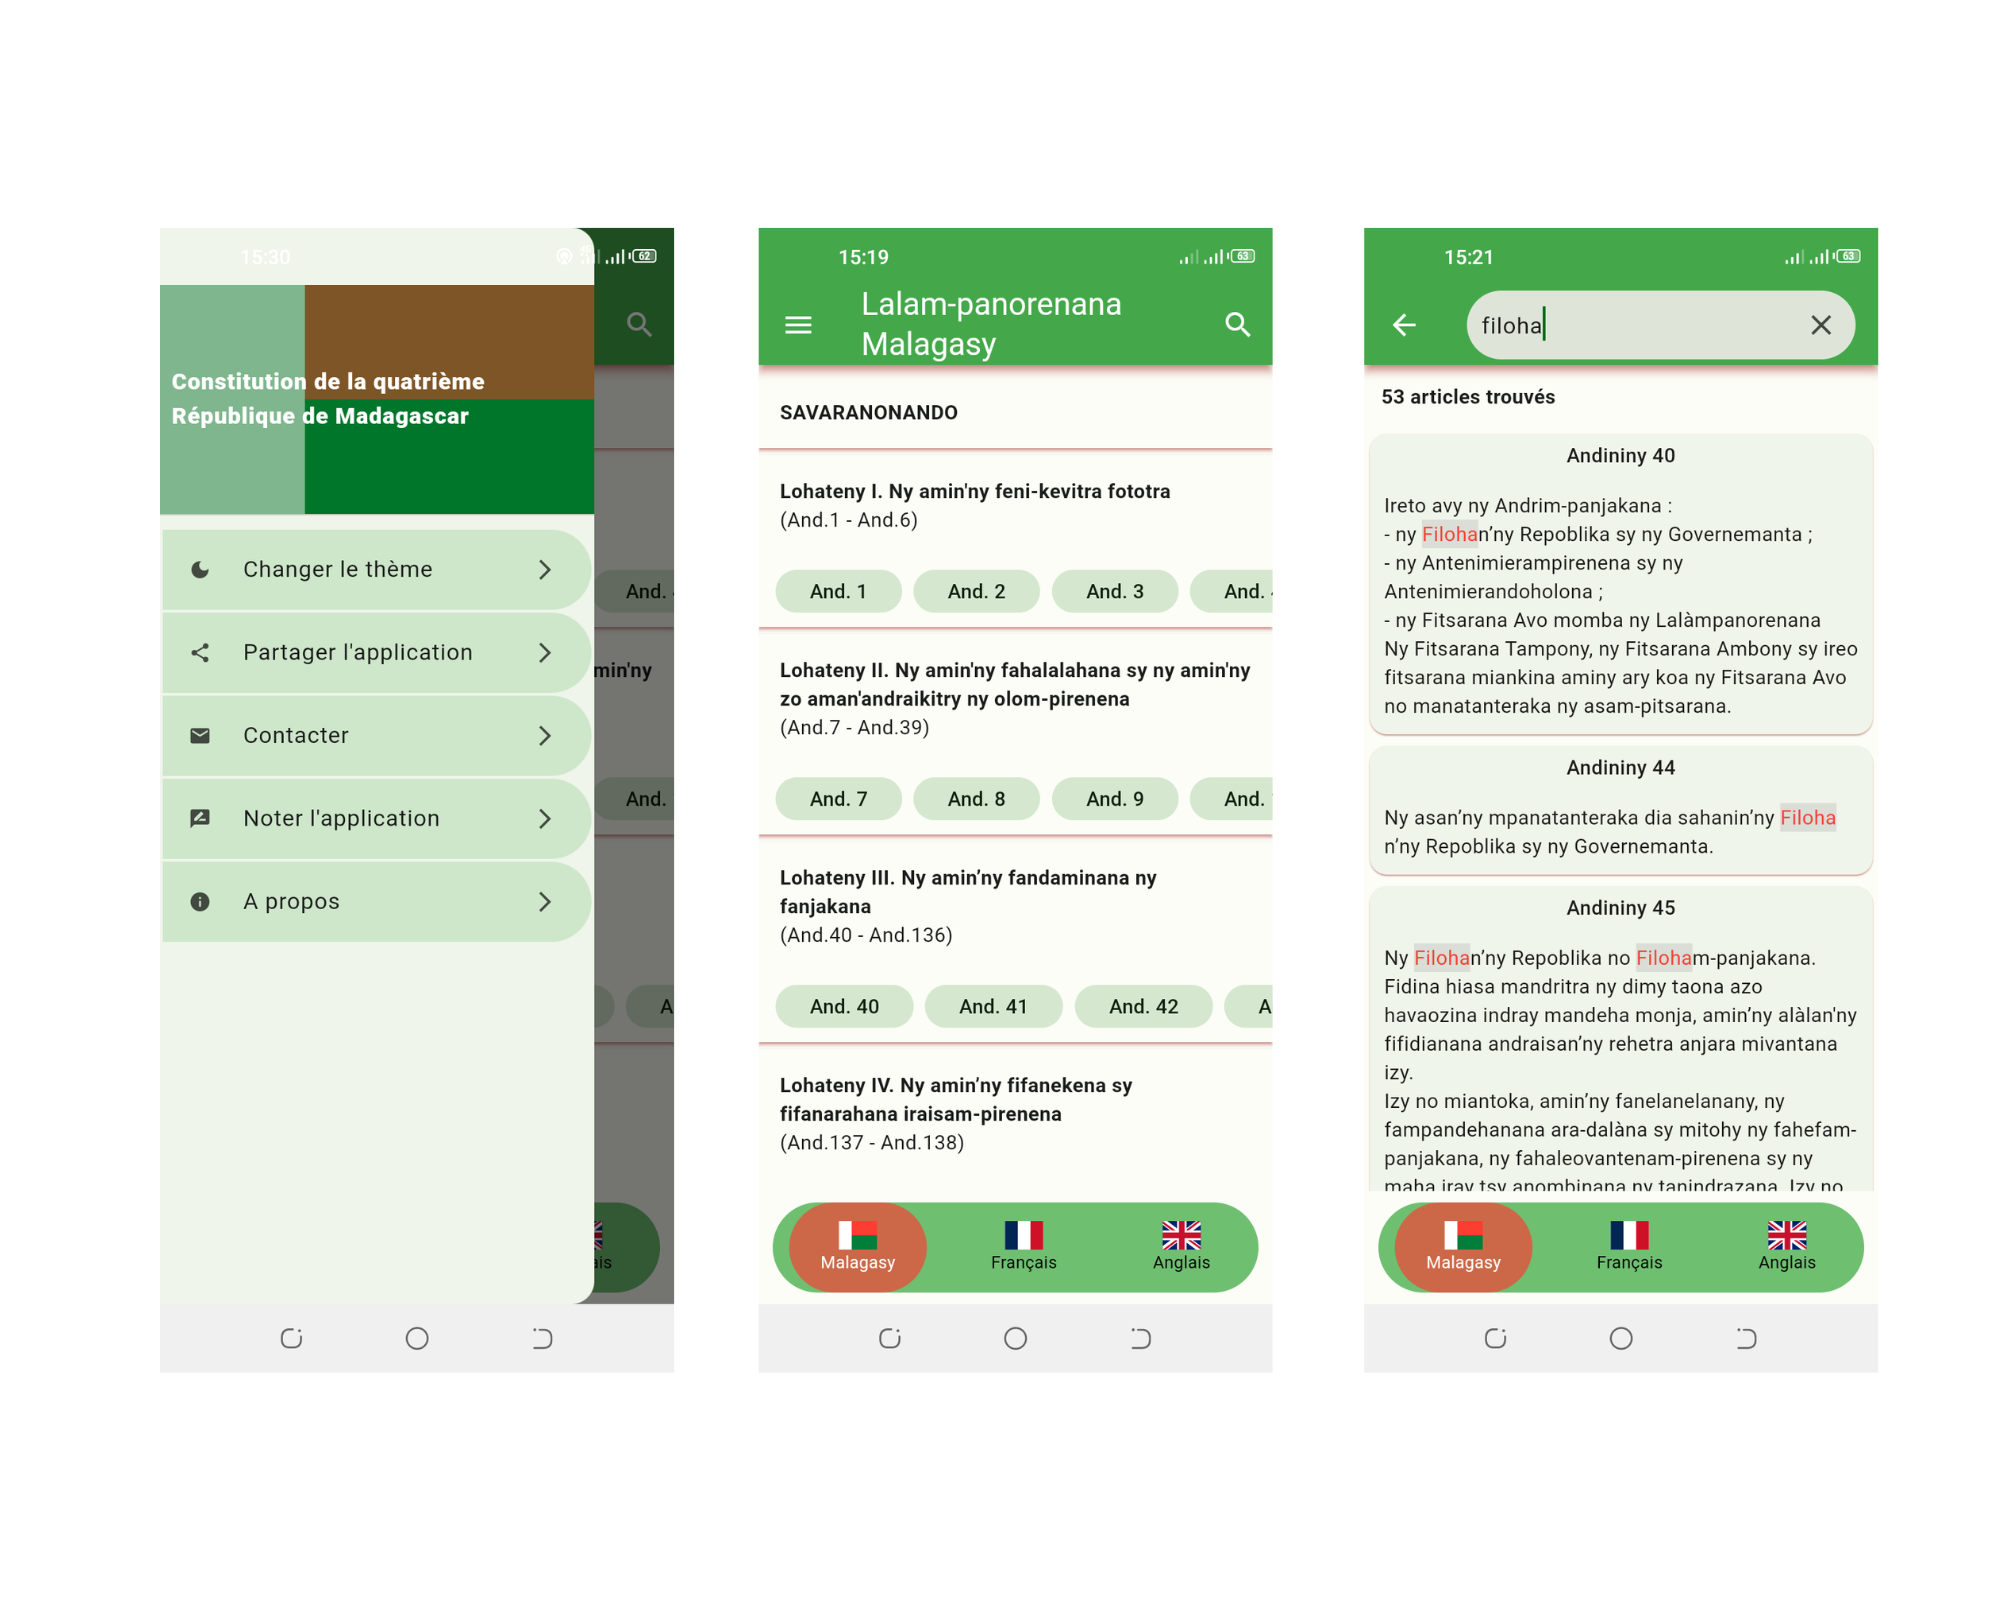 15:30
62
Constitution de la quatrième
République de Madagascar
Changer le thème
Partager l'application
Contacter
Noter l'application
A propos
And.
min'ny
And.
A
ais
15:19
63
Lalam-panorenana
Malagasy
SAVARANONANDO
Lohateny I. Ny amin'ny feni-kevitra fototra
(And.1 - And.6)
And. 1
And. 2
And. 3
And.
Lohateny II. Ny amin'ny fahalalahana sy ny amin'ny
zo aman'andraikitry ny olom-pirenena
(And.7 - And.39)
And. 7
And. 8
And. 9
And.
Lohateny III. Ny amin’ny fandaminana ny
fanjakana
(And.40 - And.136)
And. 40
And. 41
And. 42
A
Lohateny IV. Ny amin’ny fifanekena sy
fifanarahana iraisam-pirenena
(And.137 - And.138)
Malagasy
Français
Anglais
15:21
63
filoha
53 articles trouvés
Andininy 40
Ireto avy ny Andrim-panjakana :
- ny Filohan’ny Repoblika sy ny Governemanta ;
- ny Antenimierampirenena sy ny
Antenimierandoholona ;
- ny Fitsarana Avo momba ny Lalàmpanorenana
Ny Fitsarana Tampony, ny Fitsarana Ambony sy ireo
fitsarana miankina aminy ary koa ny Fitsarana Avo
no manatanteraka ny asam-pitsarana.
Andininy 44
Ny asan’ny mpanatanteraka dia sahanin’ny Filoha
n’ny Repoblika sy ny Governemanta.
Andininy 45
Ny Filohan’ny Repoblika no Filoham-panjakana.
Fidina hiasa mandritra ny dimy taona azo
havaozina indray mandeha monja, amin’ny alàlan'ny
fifidianana andraisan’ny rehetra anjara mivantana
izy.
Izy no miantoka, amin’ny fanelanelanany, ny
fampandehanana ara-dalàna sy mitohy ny fahefam-
panjakana, ny fahaleovantenam-pirenena sy ny
maha iray tsy anombinana ny tanindrazana. Izy no
Malagasy
Français
Anglais